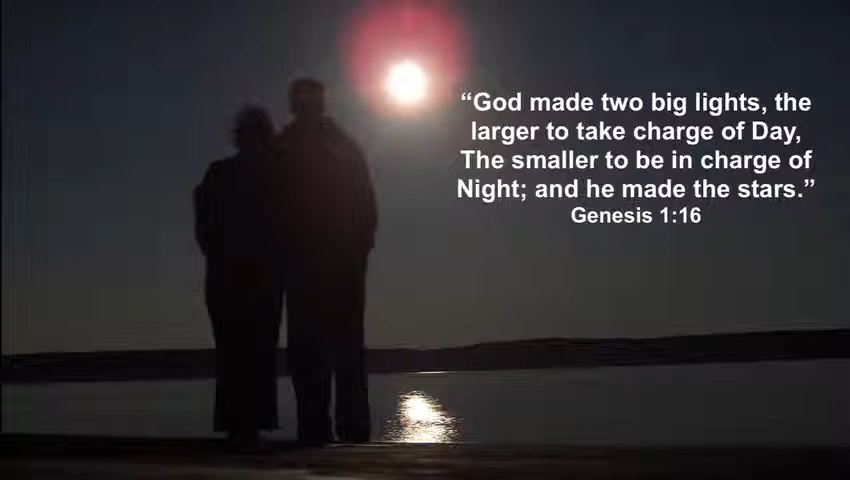 “God made two big lights, the
larger to take charge of Day,
The smaller to be in charge of
Night; and he made the stars.”
Genesis 1:16